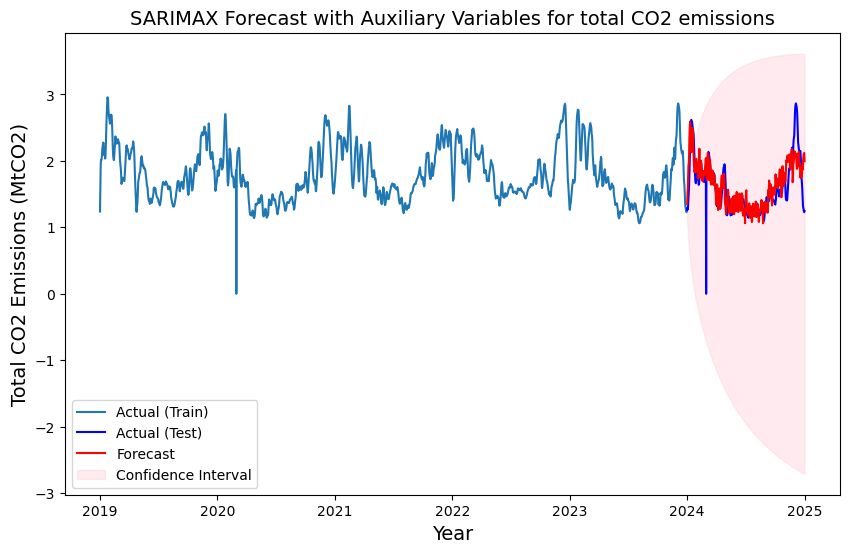 SARIMAX Forecast with Auxiliary Variables for total CO2 emissions
Total CO2 Emissions (MtCO2)
3
2
1
0
−1
−2
−3
Actual (Train)
Actual (Test)
Forecast
Confidence Interval
2019 2020 2021 2022 2023 2024 2025
Year